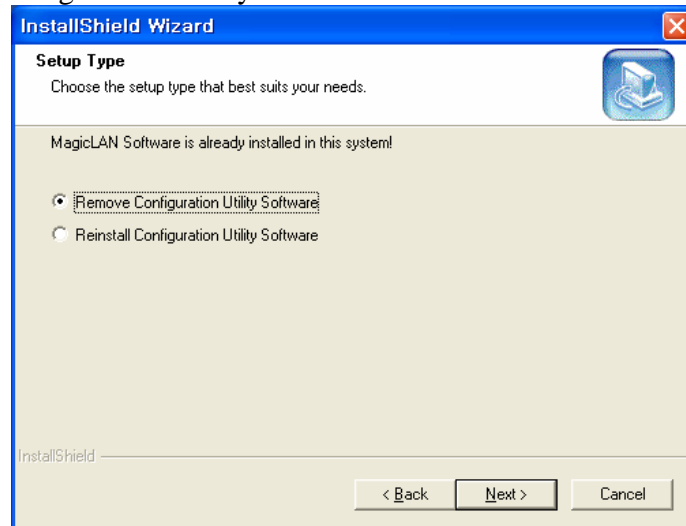 InstallShield Wizard
Setup Type
Choose the setup type that best suits your needs.
MagicLAN Software is already installed in this system!
Remove Configuration Utility Software
Reinstall Configuration Utility Software
InstallShield
< Back Next > Cancel